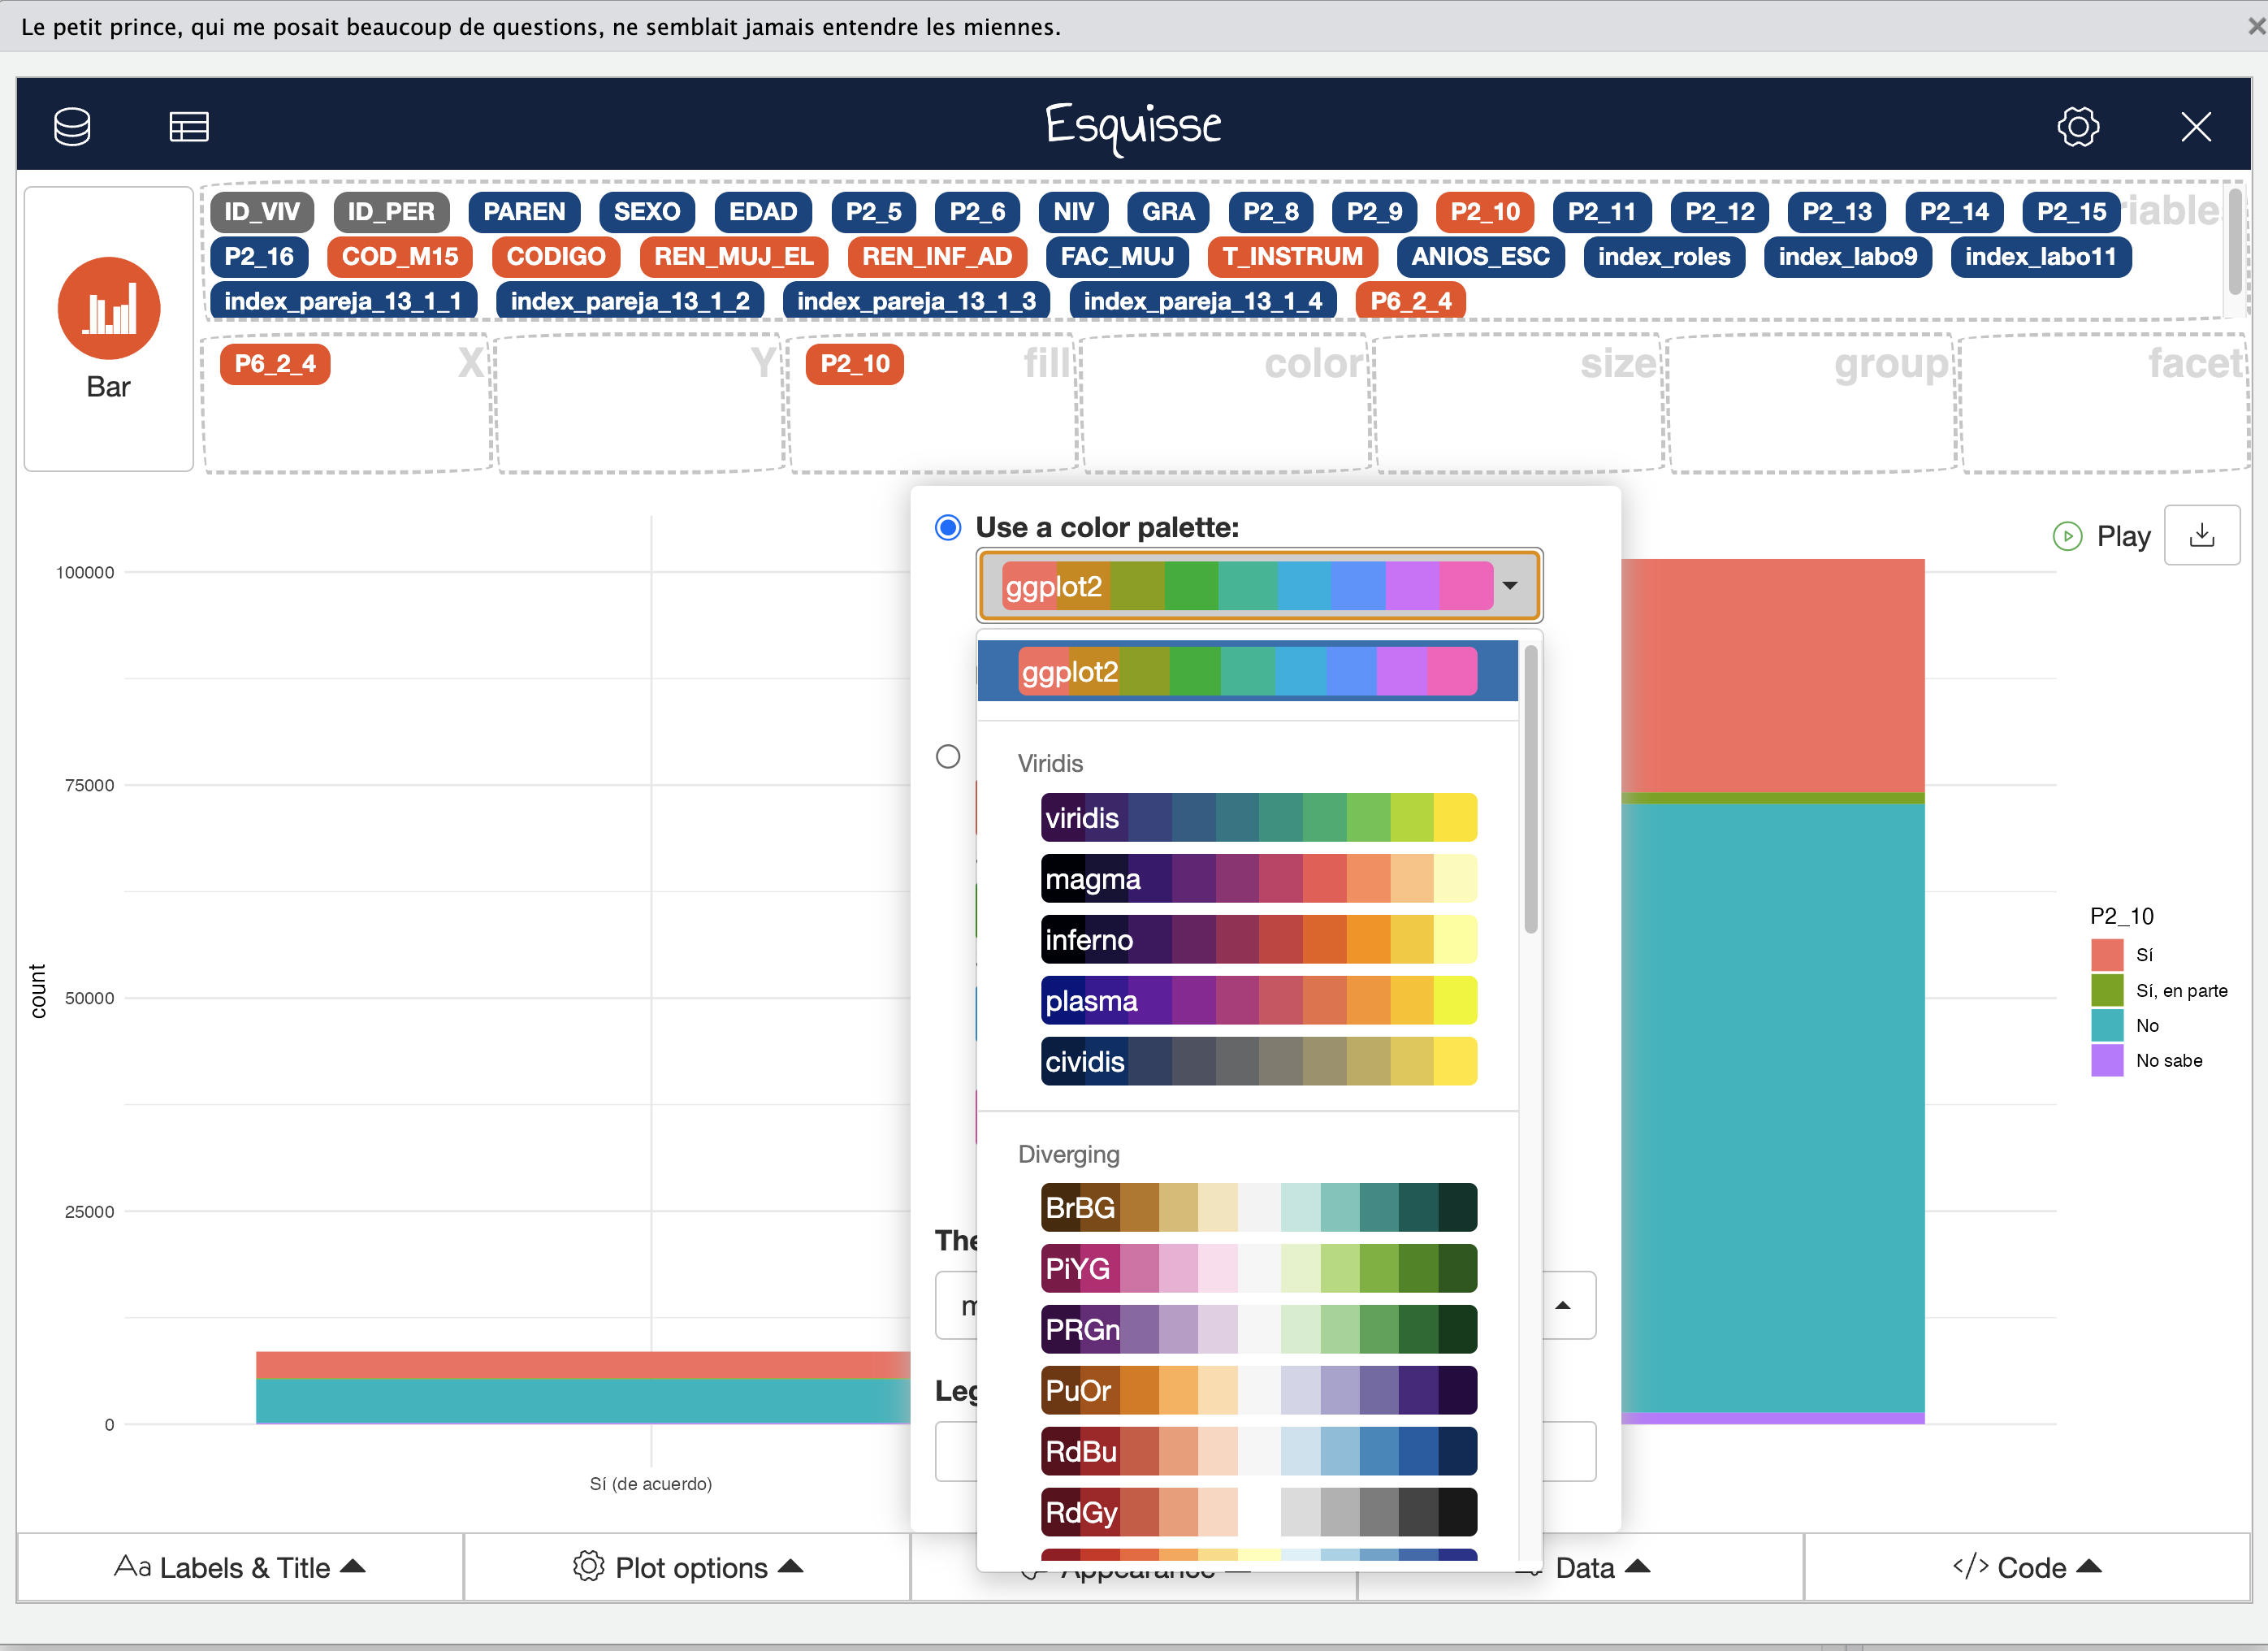 Le petit prince, qui me posait beaucoup de questions, ne semblait jamais entendre les miennes.
Esquisse
Bar
ID_VIV ID_PER PAREN SEXO EDAD P2_5 P2_6 NIV GRA P2_8 P2_9 P2_10 P2_11 P2_12 P2_13 P2_14 P2_15
P2_16 COD_M15 CODIGO REN_MUJ_EL REN_INF_AD FAC_MUJ T_INSTRUM ANIOS_ESC index_roles index_labo9 index_labo11
index_pareja_13_1_1 index_pareja_13_1_2 index_pareja_13_1_3 index_pareja_13_1_4 P6_2_4
P6_2_4 X Y P2_10 fill color size group facet
Use a color palette:
ggplot2
ggplot2
Viridis
viridis
magma
inferno
plasma
cividis
Diverging
BrBG
PiYG
PRGn
PuOr
RdBu
RdGy
Play
100000
75000
50000
25000
0
count
Sí (de acuerdo)
P2_10
Sí
Sí, en parte
No
No sabe
Aa Labels & Title
Plot options
Appearance
Data
</> Code